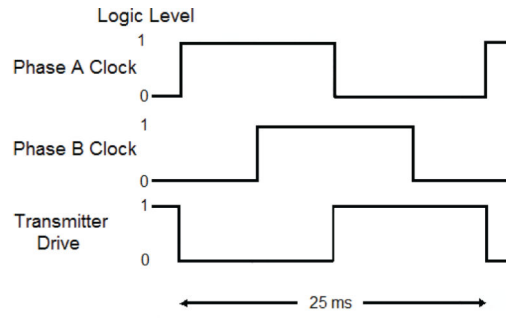 Logic Level
1
Phase A Clock
0
1
Phase B Clock
0
1
Transmitter
Drive
0
25 ms